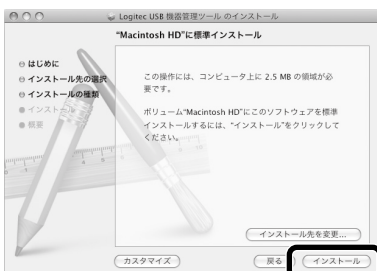 Logitec USB 機器管理ツール のインストール
"Macintosh HD"に標準インストール
はじめに
インストール先の選択
インストールの種類
インストール
概要
この操作には、コンピュータ上に 2.5 MB の領域が必
要です。
ボリューム"Macintosh HD"にこのソフトウェアを標準
インストールするには、"インストール"をクリックして
ください。
インストール先を変更...
カスタマイズ
戻る
インストール